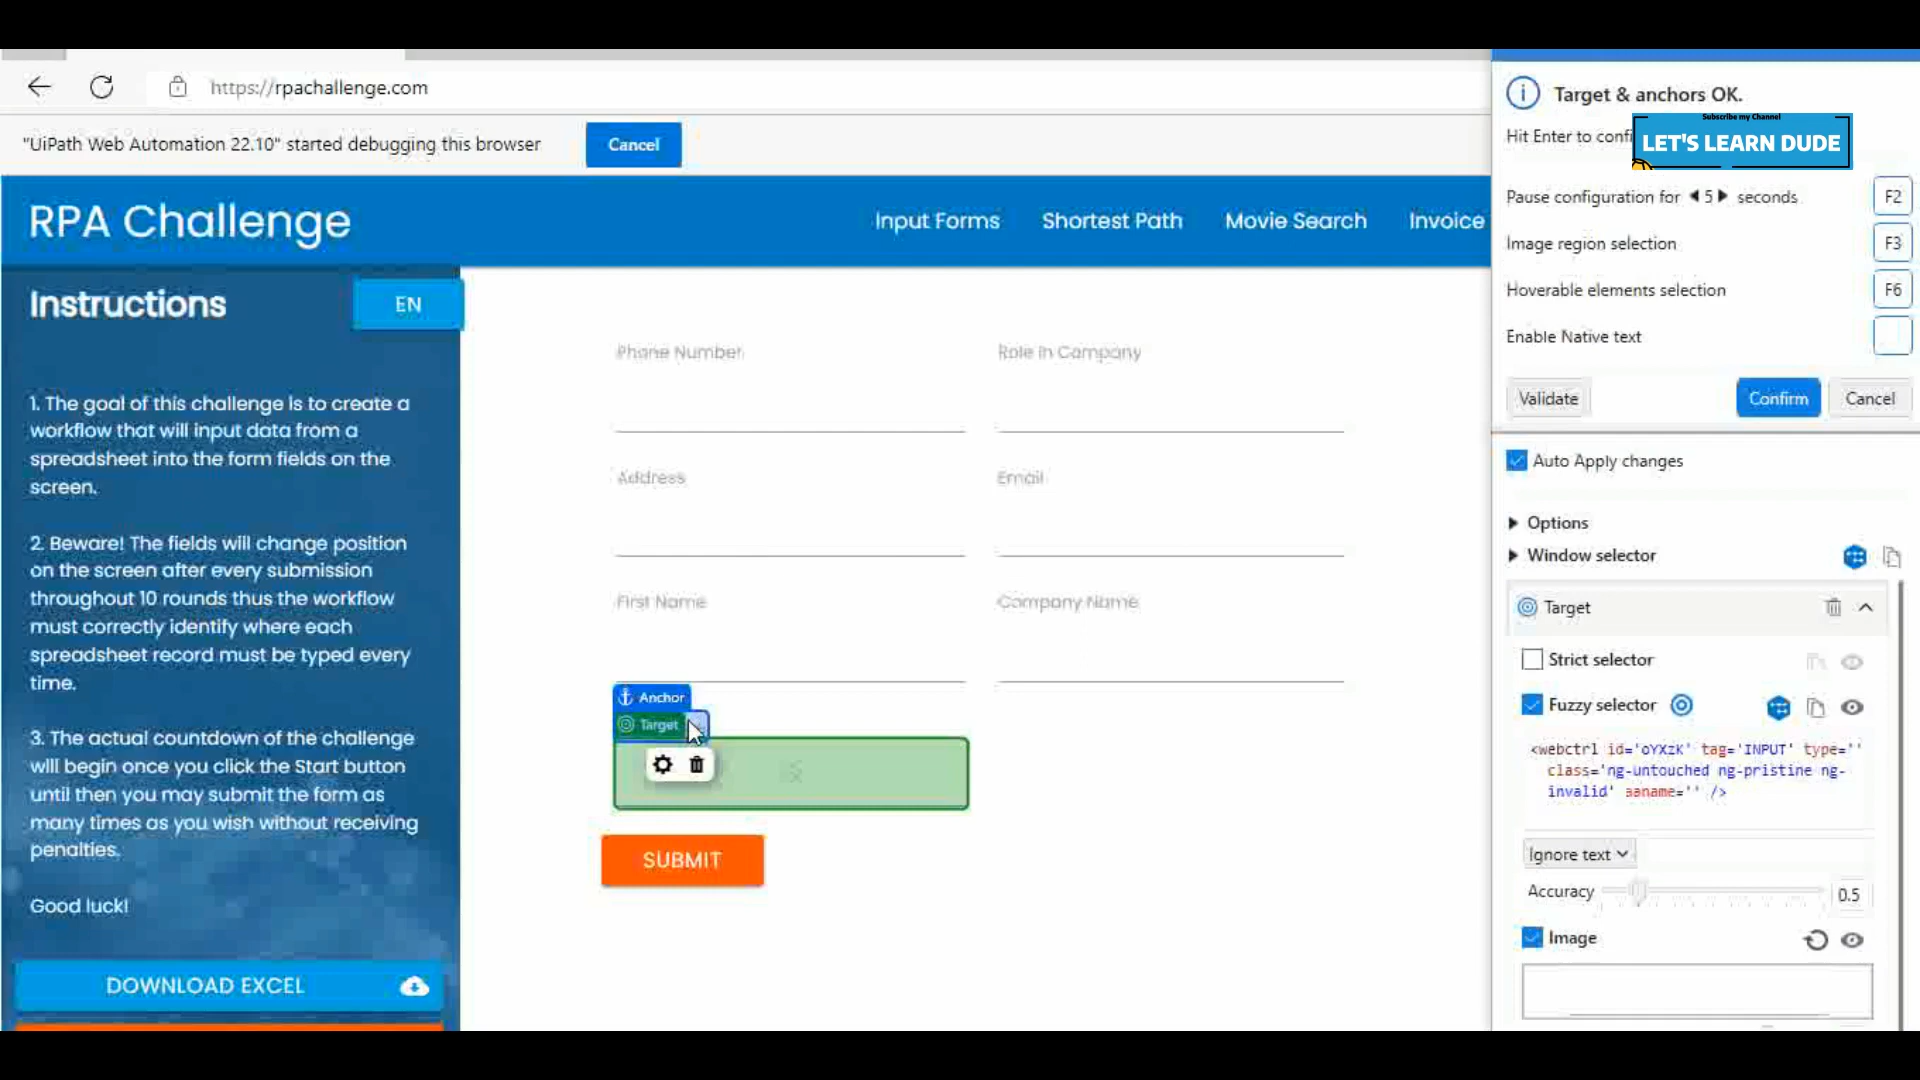 https://rpachallenge.com
"UiPath Web Automation 22.10" started debugging this browser
Cancel
RPA Challenge
Input Forms
Shortest Path
Movie Search
Invoice
Instructions
EN
1. The goal of this challenge is to create a
workflow that will input data from a
spreadsheet into the form fields on the
screen.
2. Beware! The fields will change position
on the screen after every submission
throughout 10 rounds thus the workflow
must correctly identify where each
spreadsheet record must be typed every
time.
3. The actual countdown of the challenge
will begin once you click the Start button
until then you may submit the form as
many times as you wish without receiving
penalties.
Good luck!
DOWNLOAD EXCEL
Phone Number
Role in Company
Address
Email
First Name
Company Name
Anchor
Target
SUBMIT
Target & anchors OK.
Subscribe my Channel
LET'S LEARN DUDE
Hit Enter to confi
Pause configuration for 5 seconds
F2
Image region selection
F3
Hoverable elements selection
F6
Enable Native text
Validate
Confirm
Cancel
Auto Apply changes
Options
Window selector
Target
Strict selector
Fuzzy selector
<webctrl id='oYXzK' tag='INPUT' type=''
class='ng-untouched ng-pristine ng-
invalid' aaname='' />
Ignore text
Accuracy
0.5
Image